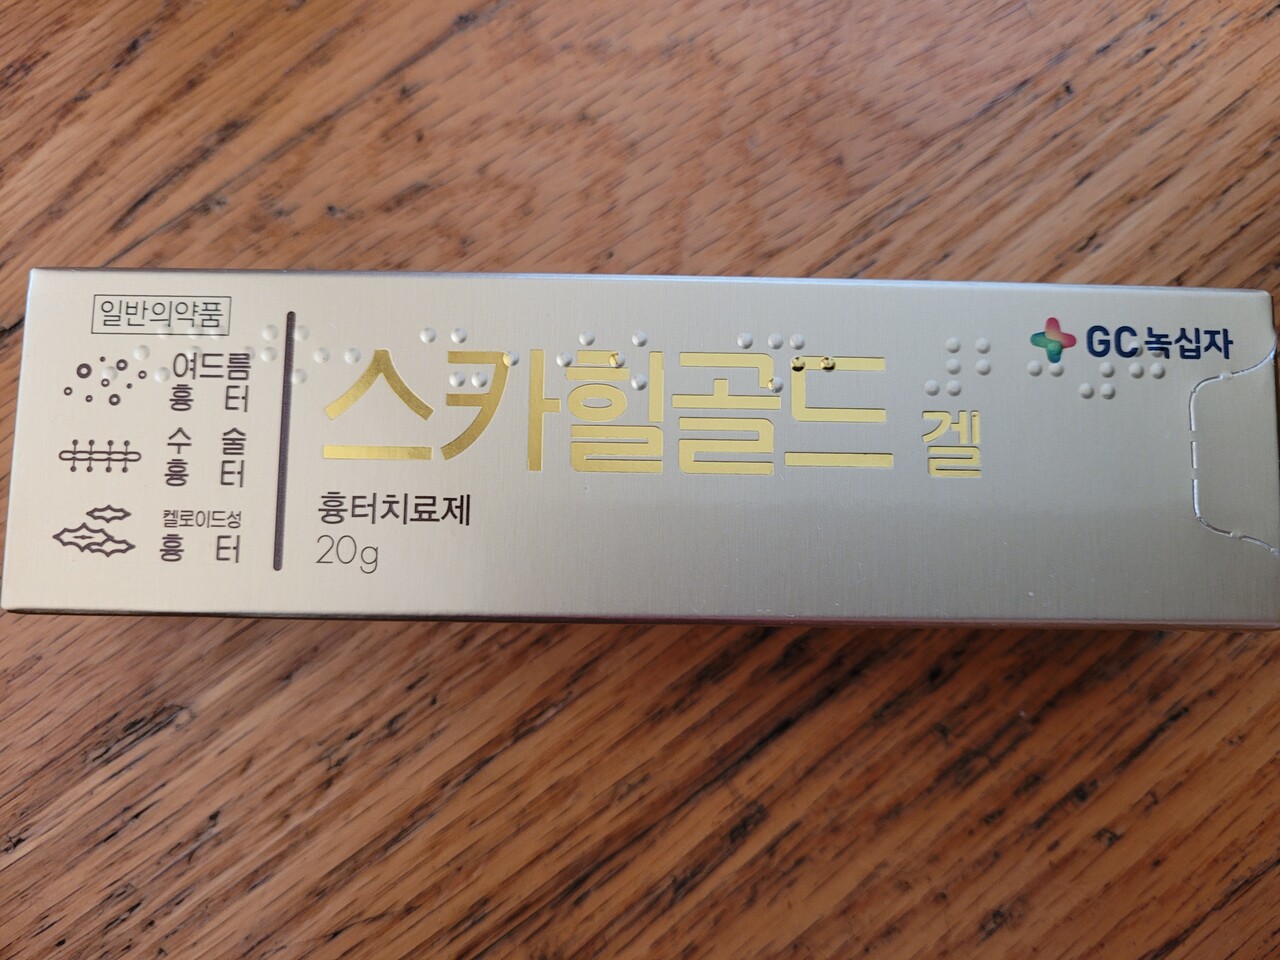 일반의약품
여드름
흉 터
수 술
흉 터
켈로이드성
흉 터
스카힐골드 겔
흉터치료제
20g
GC녹십자